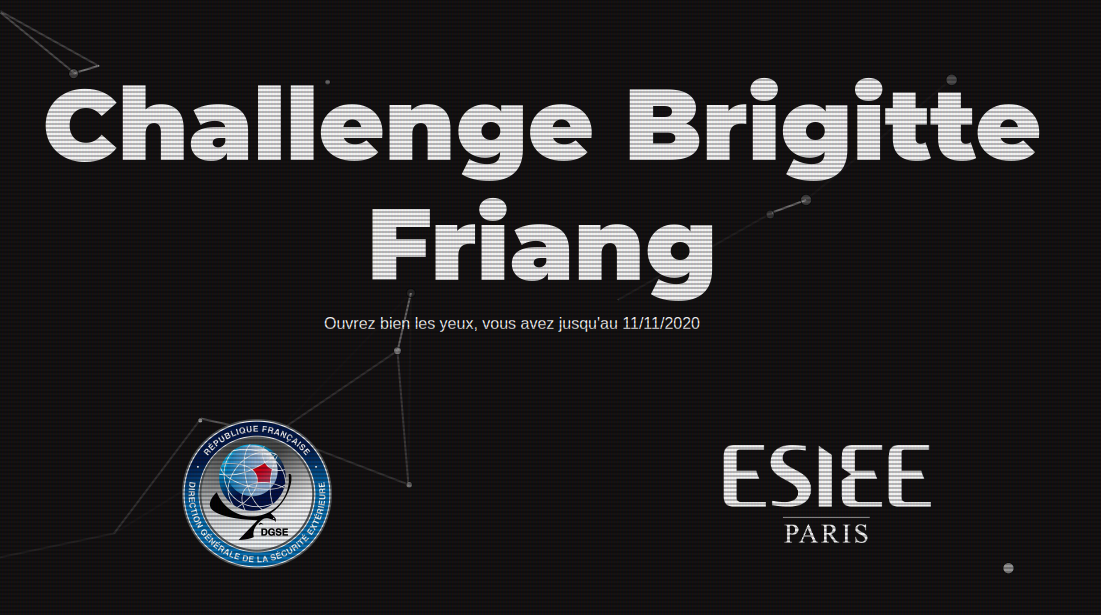 Challenge Brigitte
Friang
Ouvrez bien les yeux, vous avez jusqu'au 11/11/2020
RÉPUBLIQUE FRANÇAISE
DGSE
DIRECTION GÉNÉRALE DE LA SÉCURITÉ EXTÉRIEURE
ESIEE
PARIS